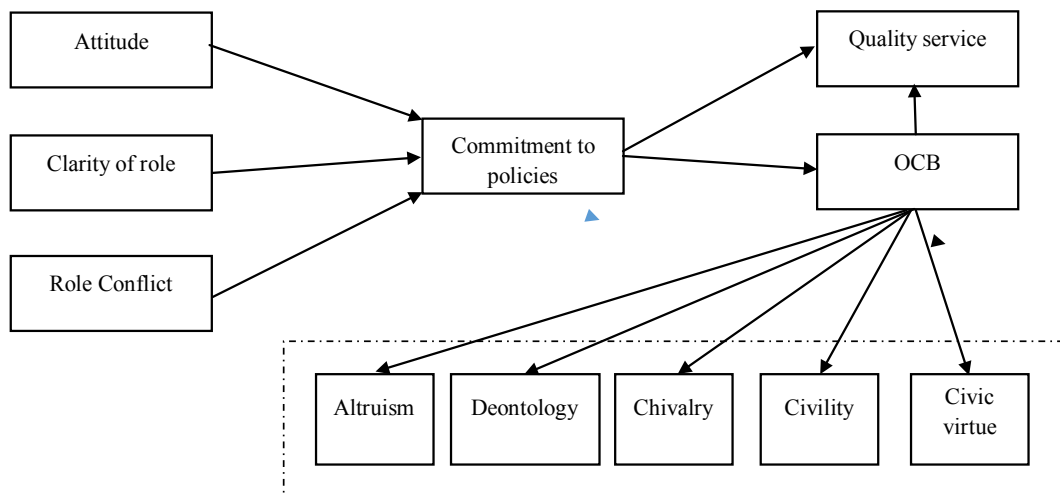 Attitude
Quality service
Clarity of role
Commitment to
policies
OCB
Role Conflict
Altruism
Deontology
Chivalry
Civility
Civic
virtue